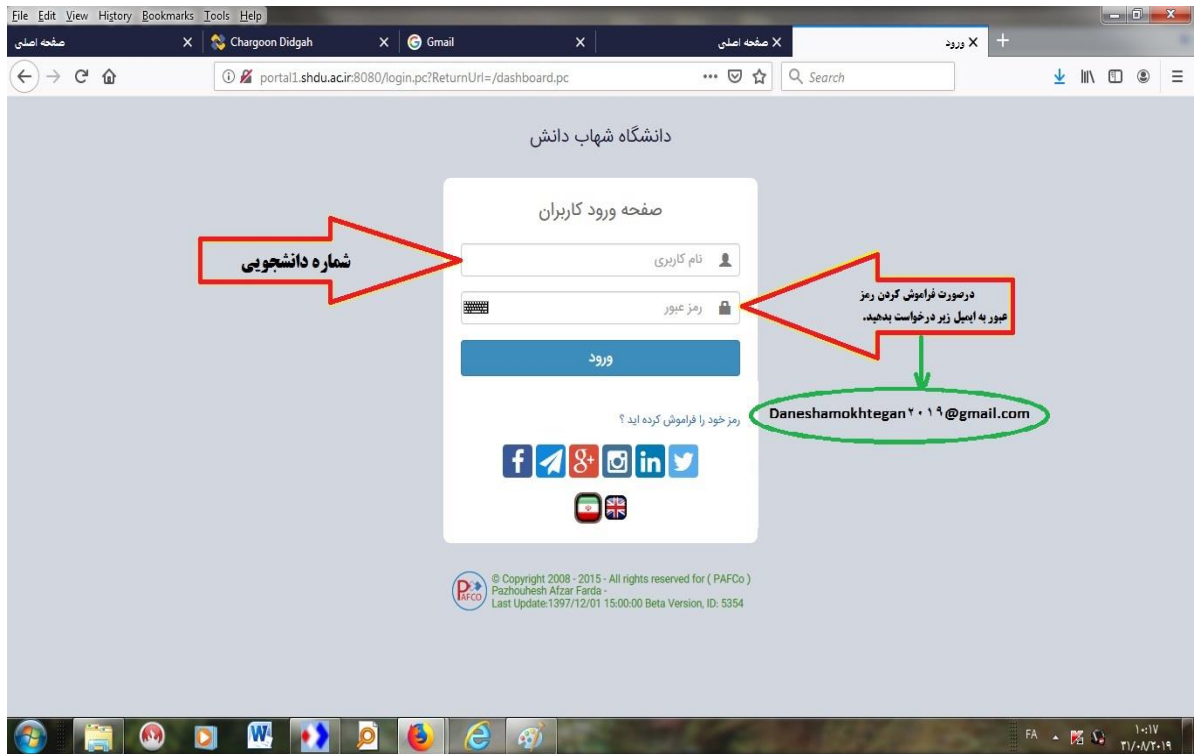 File Edit View History Bookmarks Tools Help
صفحه اصلی
Chargoon Didgah
Gmail
صفحه اصلی
ورود
portal1.shdu.ac.ir:8080/login.pc?ReturnUrl=/dashboard.pc
Search
دانشگاه شهاب دانش
صفحه ورود کاربران
شماره دانشجویی
نام کاربری
رمز عبور
درصورت فراموش کردن رمز
عبور به ایمیل زیر درخواست بدهید.
ورود
Daneshamokhtegan۲۰۱۹@gmail.com
رمز خود را فراموش کرده اید ؟
© Copyright 2008 - 2015 - All rights reserved for ( PAFCo )
Pazhouhesh Afzar Farda -
Last Update:1397/12/01 15:00:00 Beta Version, ID: 5354
PAFCO
FA
۱۰:۱۷
۳۱/۰۸/۲۰۱۹